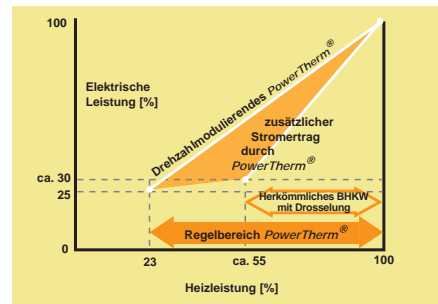 100
Elektrische
Leistung [%]
Drehzahlmodulierendes PowerTherm®
zusätzlicher
Stromertrag
durch
PowerTherm®
ca. 30
25
Herkömmliches BHKW
mit Drosselung
Regelbereich PowerTherm®
0
23
ca. 55
100
Heizleistung [%]